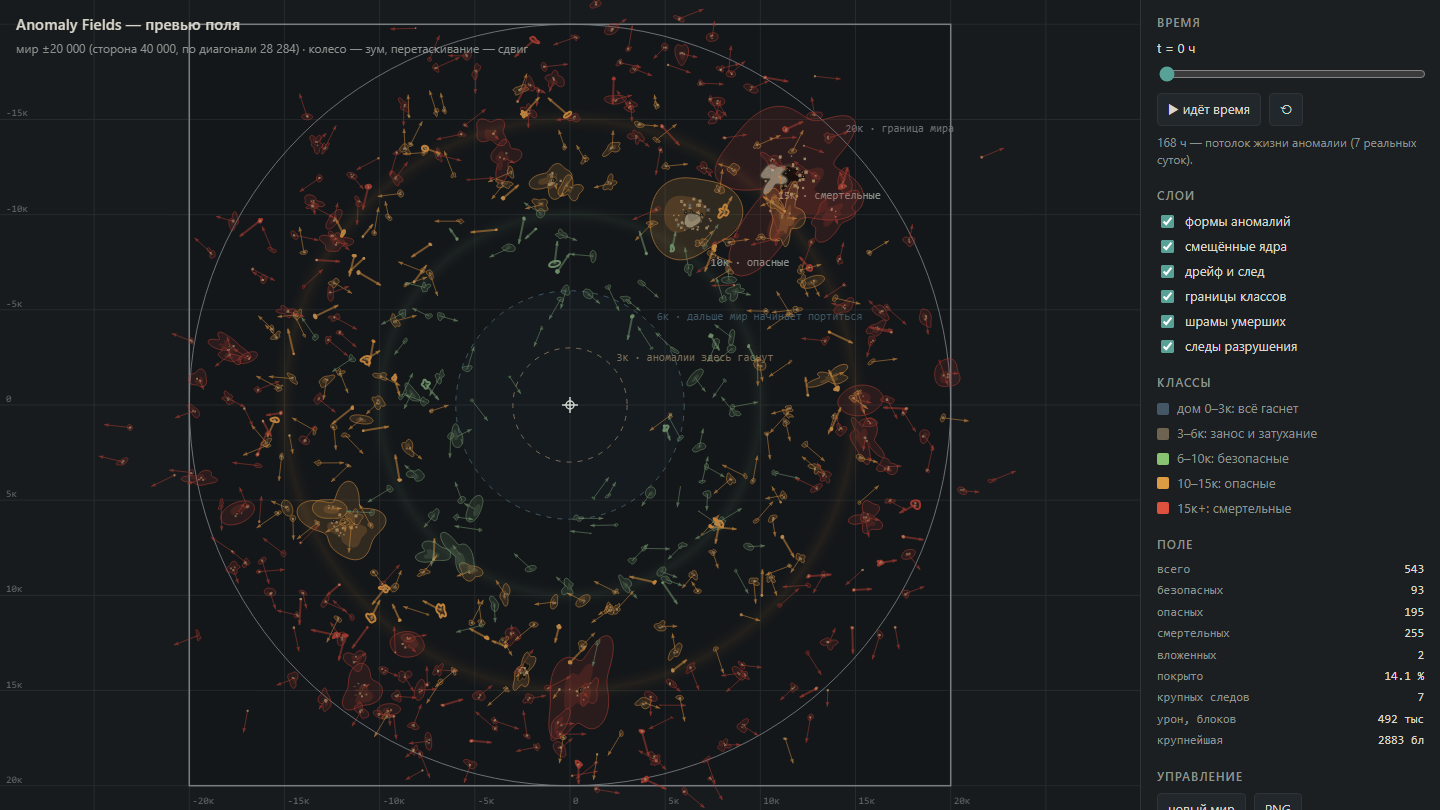 Anomaly Fields — превью поля
мир ±20 000 (сторона 40 000, по диагонали 28 284) · колесо — зум, перетаскивание — сдвиг
-15к
-10к
-5к
0
5к
10к
15к
20к
-20к
-15к
-10к
-5к
0
5к
10к
15к
20к
20к · граница мира
15к · смертельные
10к · опасные
6к · дальше мир начинает портиться
3к · аномалии здесь гаснут
ВРЕМЯ
t = 0 ч
▶ идёт время
⟲
168 ч — потолок жизни аномалии (7 реальных
суток).
СЛОИ
формы аномалий
смещённые ядра
дрейф и след
границы классов
шрамы умерших
следы разрушения
КЛАССЫ
дом 0–3к: всё гаснет
3–6к: занос и затухание
6–10к: безопасные
10–15к: опасные
15к+: смертельные
ПОЛЕ
всего 543
безопасных 93
опасных 195
смертельных 255
вложенных 2
покрыто 14.1 %
крупных следов 7
урон, блоков 492 тыс
крупнейшая 2883 бл
УПРАВЛЕНИЕ
новый мир
PNG